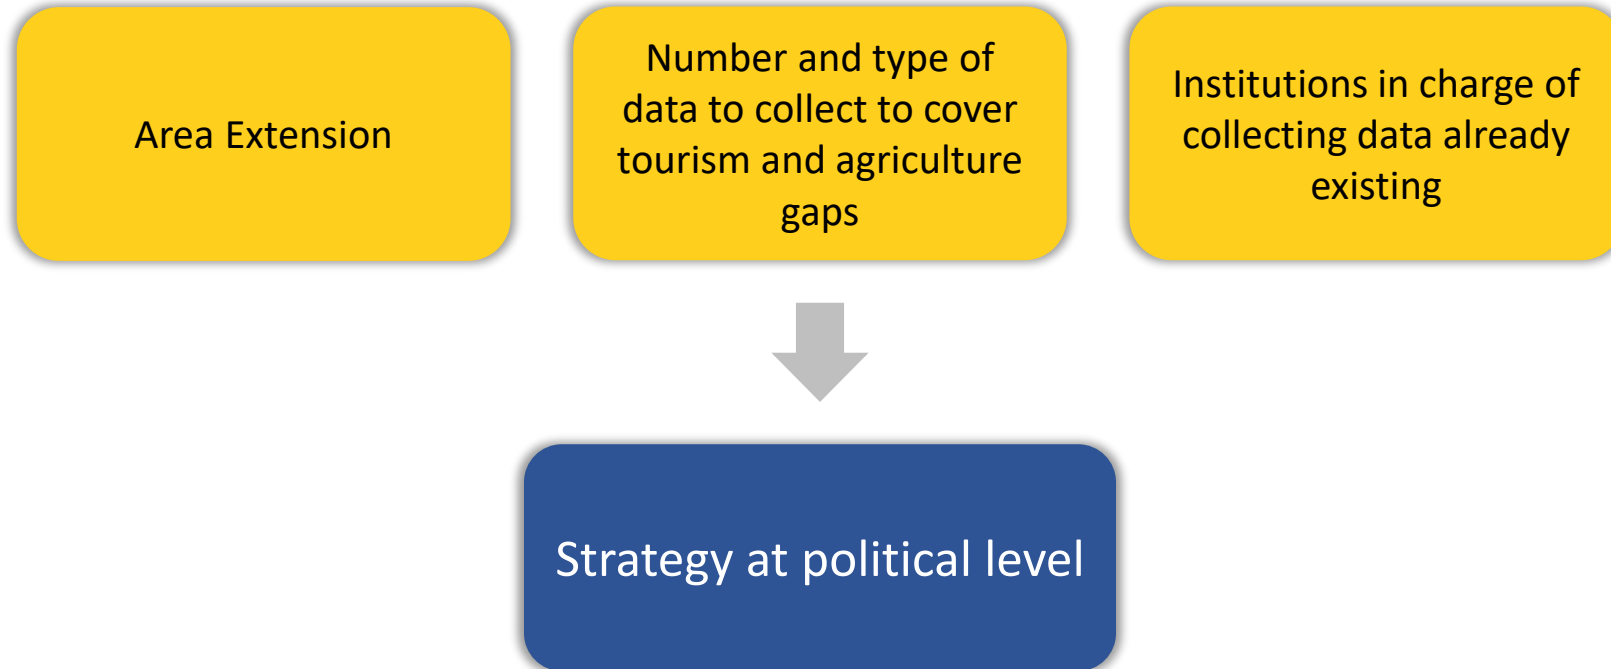 Area Extension
Number and type of
data to collect to cover
tourism and agriculture
gaps
Institutions in charge of
collecting data already
existing
Strategy at political level